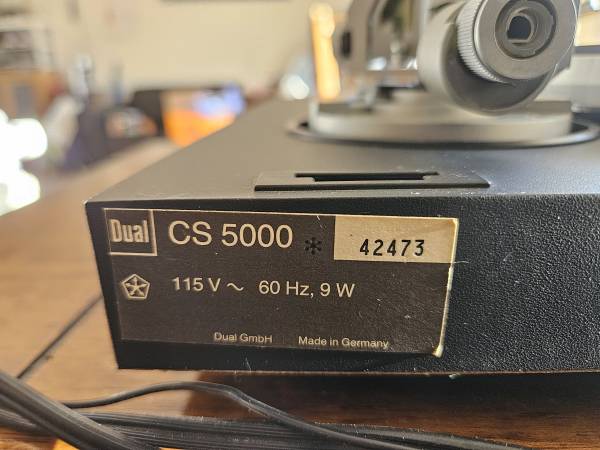 Dual CS 5000 * 42473
115 V ~ 60 Hz, 9 W
Dual GmbH Made in Germany